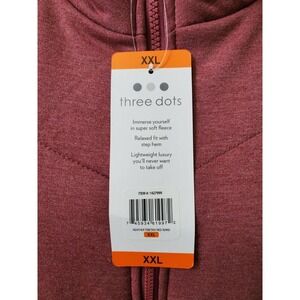 XXL
three dots
Immerse yourself
in super soft fleece
Relaxed fit with
step hem
Lightweight luxury
you'll never want
to take off
XXL
XXL